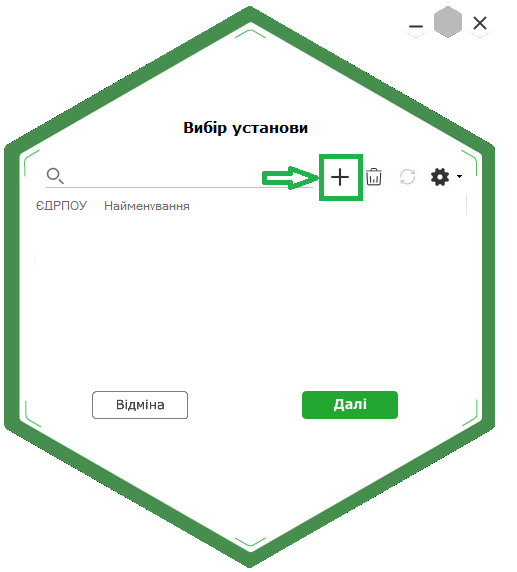 Вибір установи
ЄДРПОУ Найменування
Відміна Далі